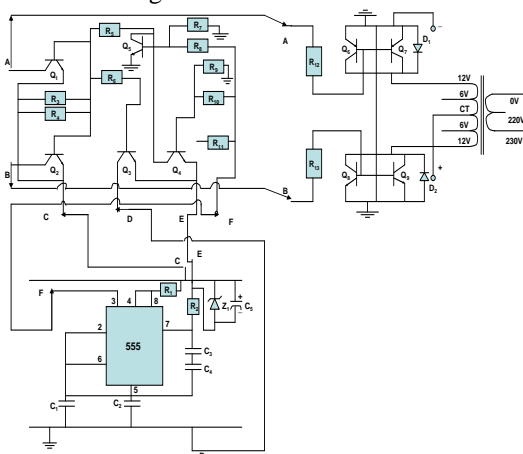 R5
R7
Q5
R8
A
Q1
R6
R9
R3
R4
R10
R11
Q2
Q3
Q4
B
C
D
E
F
A
R12
Q6
Q7
D1
−
12V
6V
CT
6V
12V
0V
220V
230V
R13
B
Q8
Q9
+
D2
C
E
F
3
4
8
R1
R2
Z1
+
C5
2
7
555
6
5
C3
C4
C1
C2